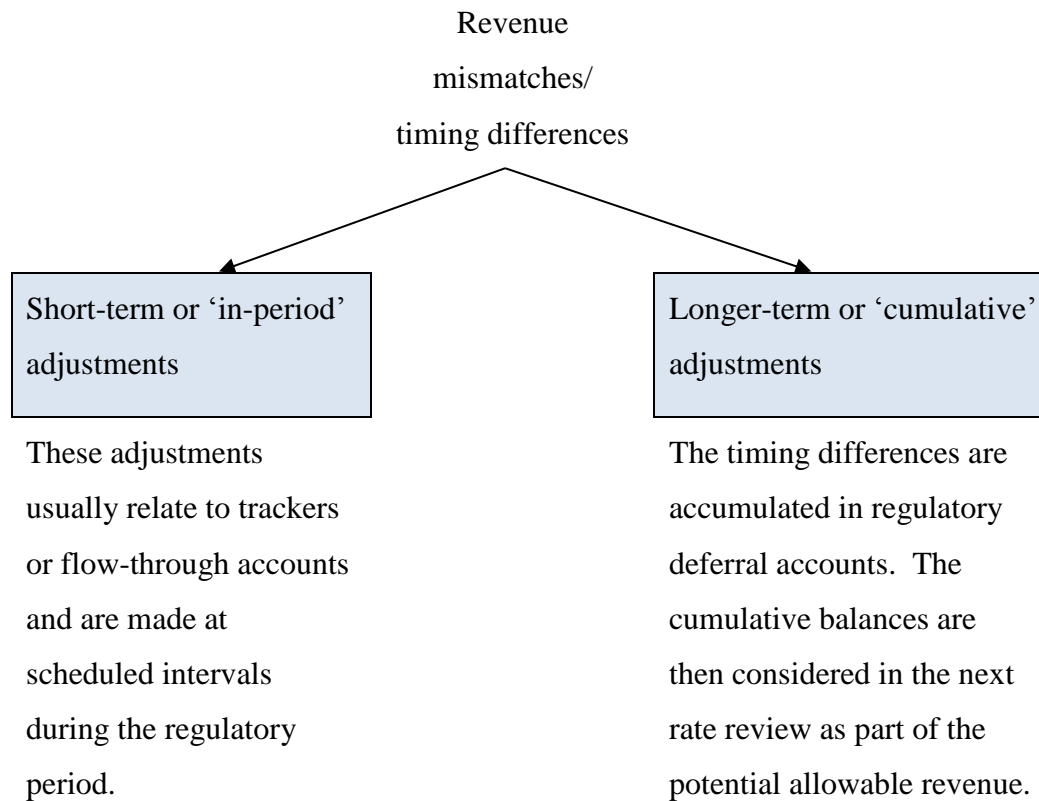 Revenue
mismatches/
timing differences
Short-term or ‘in-period’
adjustments
These adjustments
usually relate to trackers
or flow-through accounts
and are made at
scheduled intervals
during the regulatory
period.
Longer-term or ‘cumulative’
adjustments
The timing differences are
accumulated in regulatory
deferral accounts.  The
cumulative balances are
then considered in the next
rate review as part of the
potential allowable revenue.